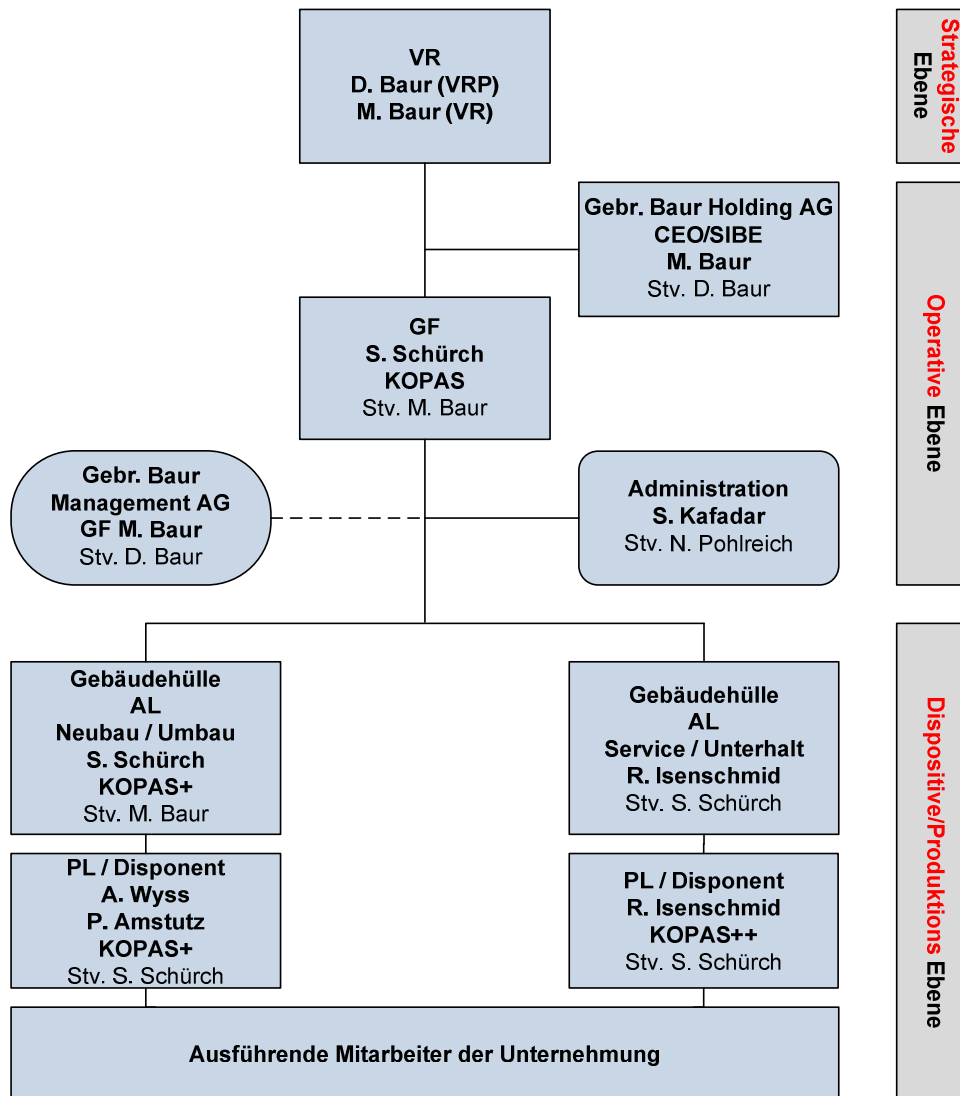 VR
D. Baur (VRP)
M. Baur (VR)
Strategische
Ebene
Gebr. Baur Holding AG
CEO/SIBE
M. Baur
Stv. D. Baur
GF
S. Schürch
KOPAS
Stv. M. Baur
Operative Ebene
Gebr. Baur
Management AG
GF M. Baur
Stv. D. Baur
Administration
S. Kafadar
Stv. N. Pohlreich
Gebäudehülle
AL
Neubau / Umbau
S. Schürch
KOPAS+
Stv. M. Baur
Gebäudehülle
AL
Service / Unterhalt
R. Isenschmid
Stv. S. Schürch
Dispositive/Produktions Ebene
PL / Disponent
A. Wyss
P. Amstutz
KOPAS+
Stv. S. Schürch
PL / Disponent
R. Isenschmid
KOPAS++
Stv. S. Schürch
Ausführende Mitarbeiter der Unternehmung